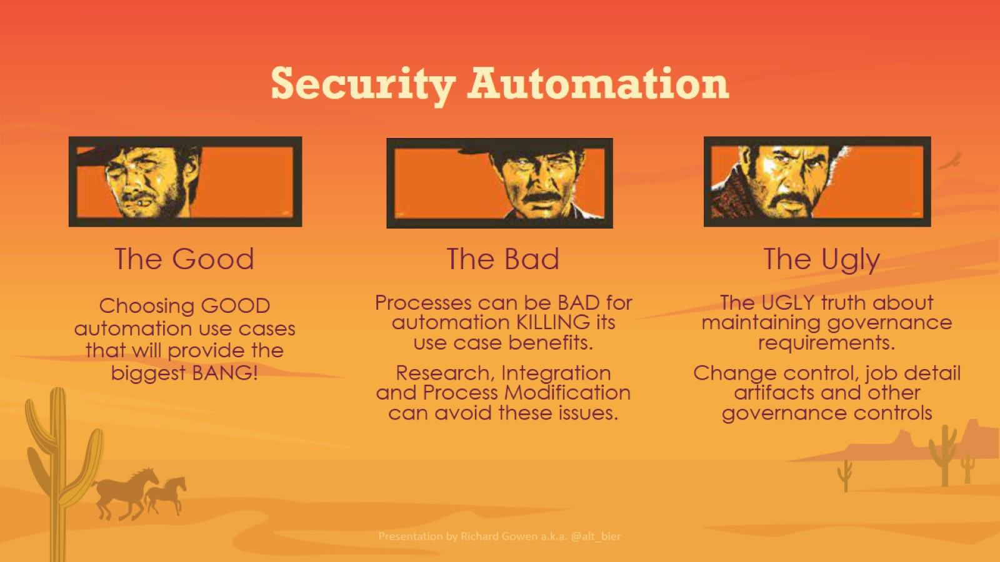 Security Automation
The Good
Choosing GOOD
automation use cases
that will provide the
biggest BANG!
The Bad
Processes can be BAD for
automation KILLING its
use case benefits.
Research, Integration
and Process Modification
can avoid these issues.
The Ugly
The UGLY truth about
maintaining governance
requirements.
Change control, job detail
artifacts and other
governance controls
Presentation by Richard Gowen a.k.a. @alt_bier